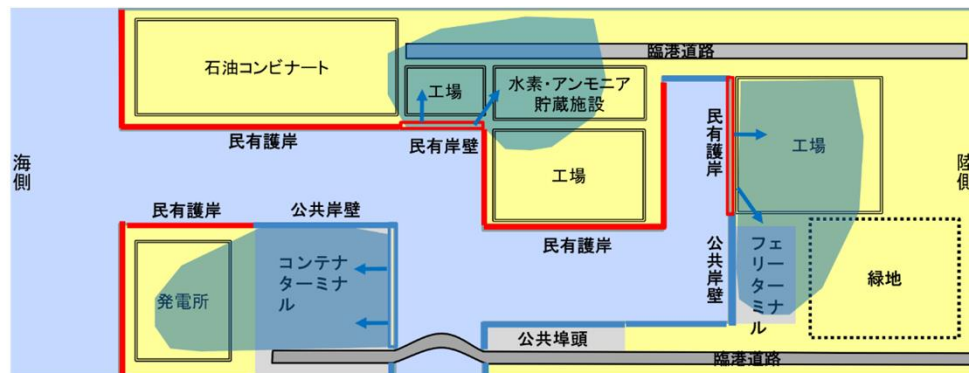 臨港道路
石油コンビナート
工場
水素・アンモニア
貯蔵施設
民有護岸
民有岸壁
工場
民有護岸
民有護岸
工場
海側
陸側
民有護岸
公共岸壁
発電所
コンテナ
ターミナル
公共岸壁
フェ
リーターミナル
緑地
公共埠頭
臨港道路